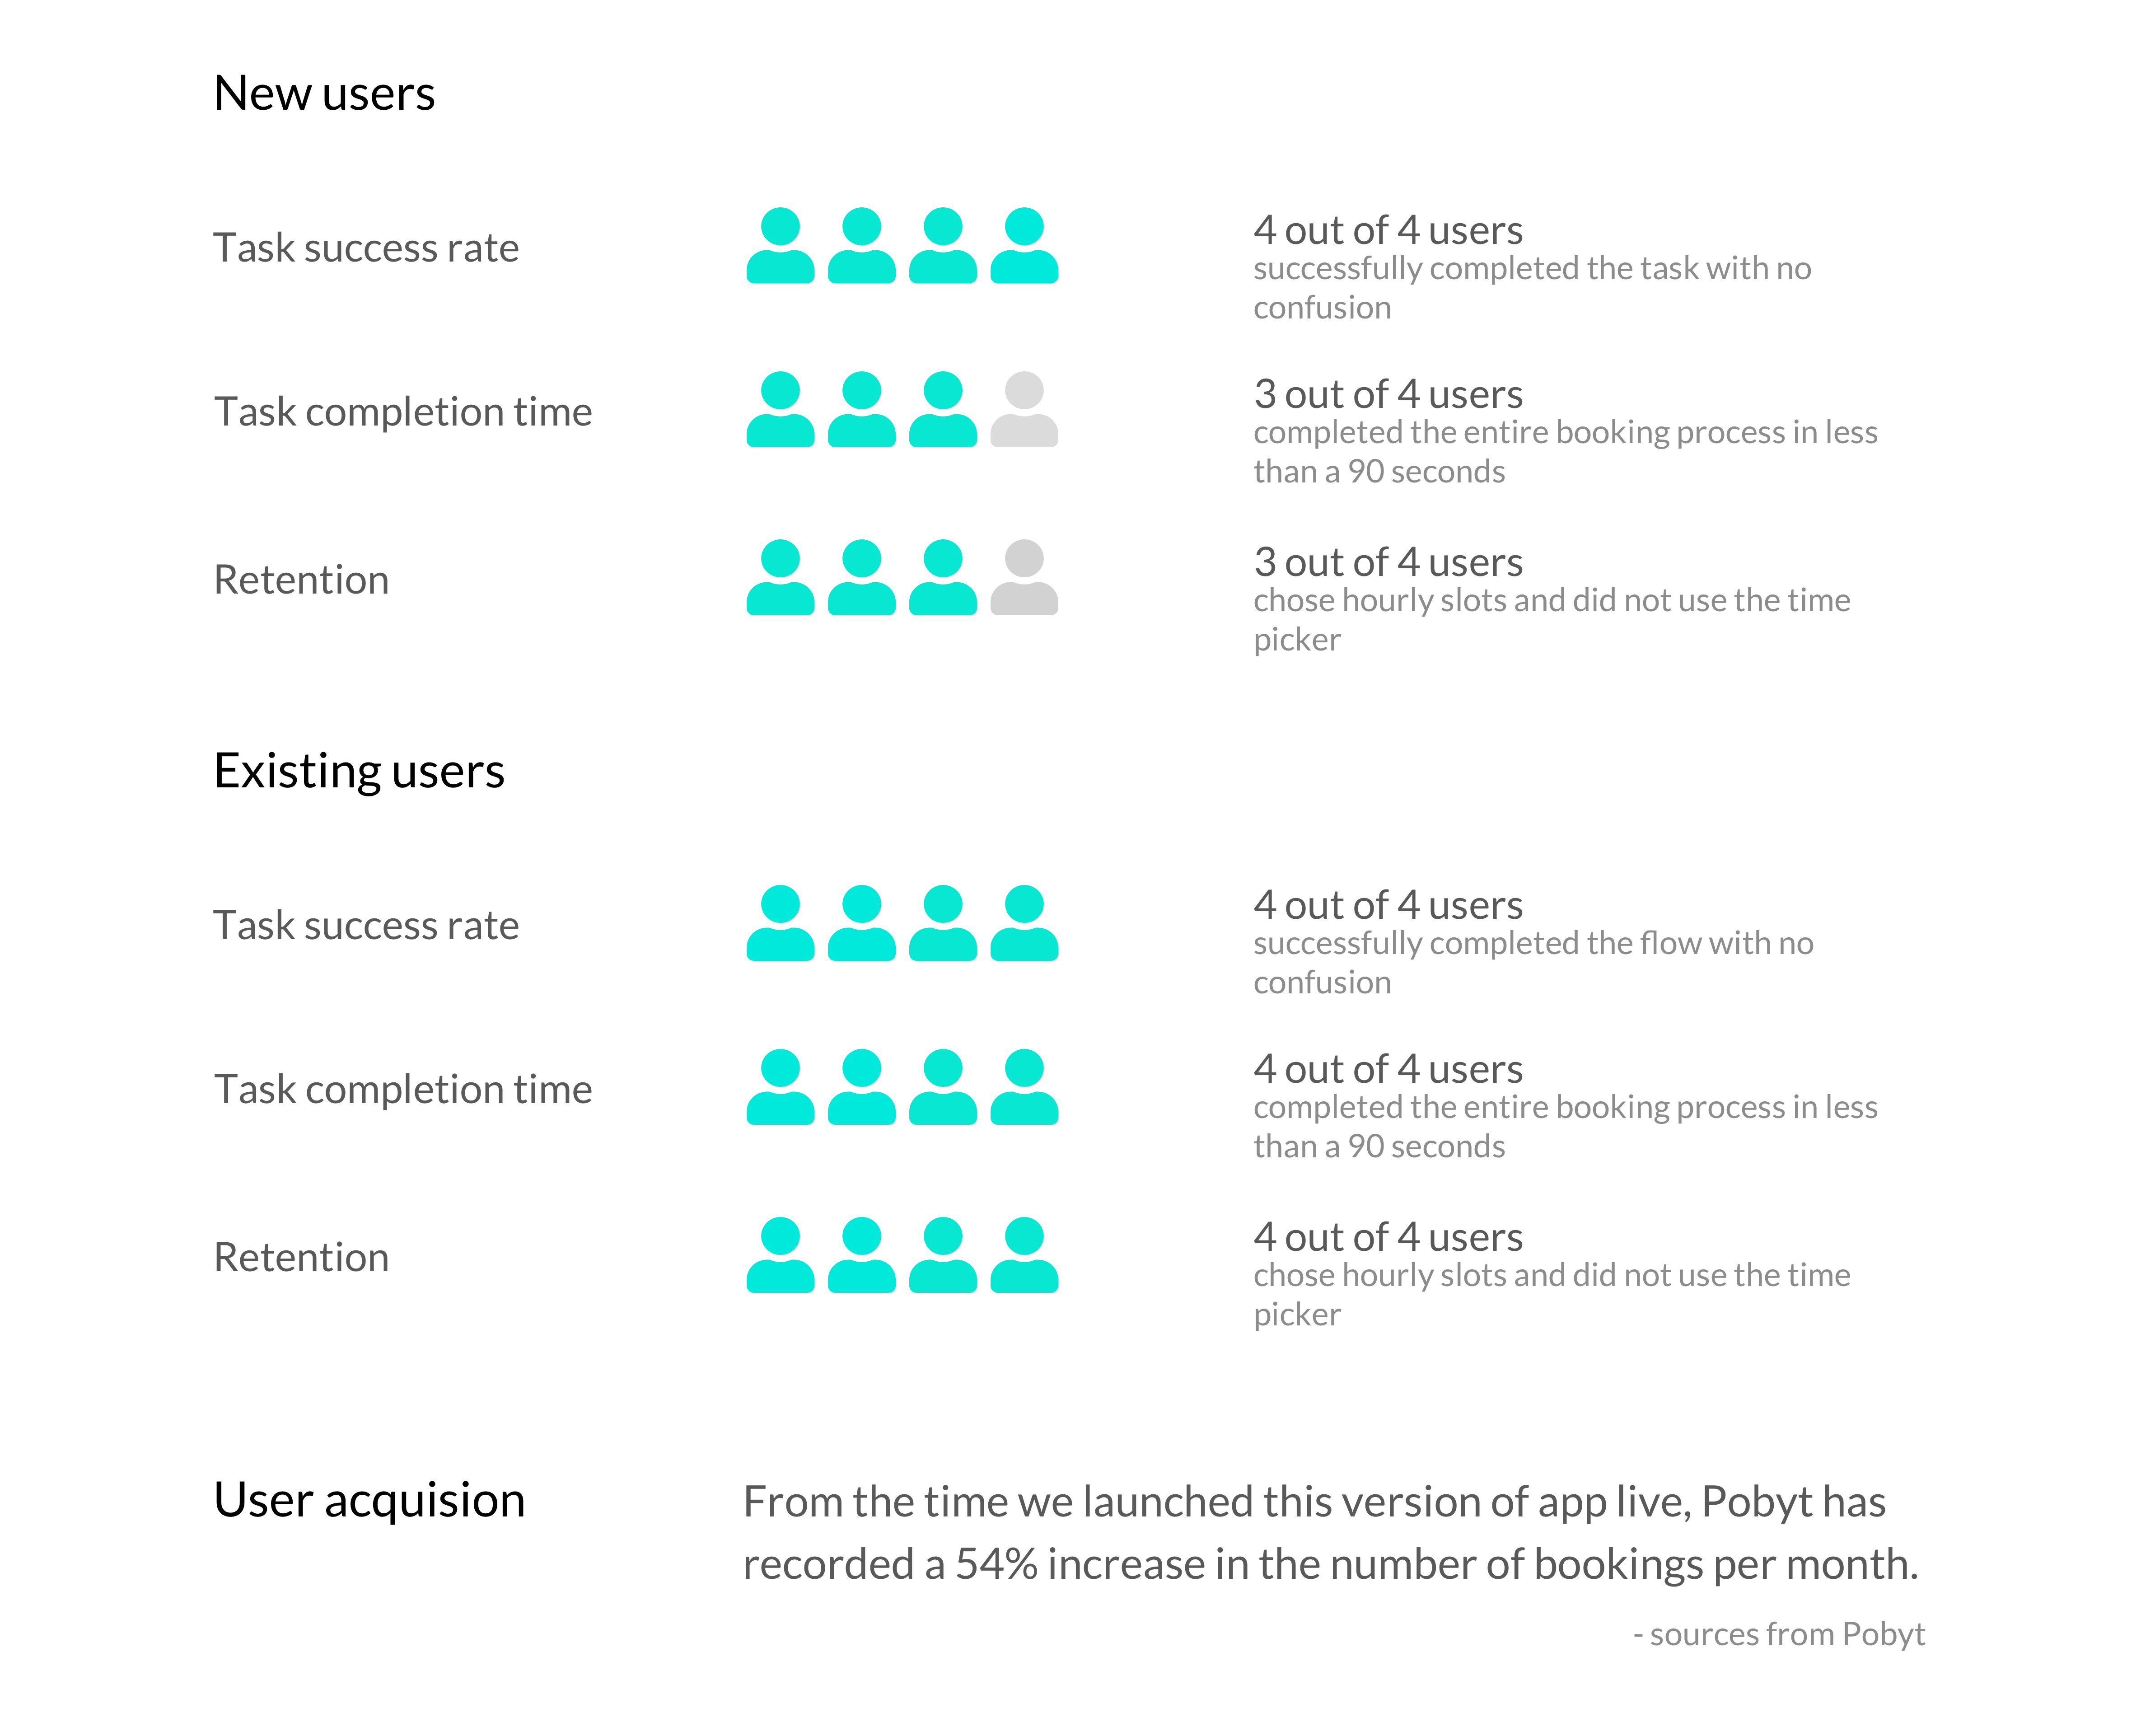 New users
Task success rate
4 out of 4 users
successfully completed the task with no
confusion
Task completion time
3 out of 4 users
completed the entire booking process in less
than a 90 seconds
Retention
3 out of 4 users
chose hourly slots and did not use the time
picker
Existing users
Task success rate
4 out of 4 users
successfully completed the flow with no
confusion
Task completion time
4 out of 4 users
completed the entire booking process in less
than a 90 seconds
Retention
4 out of 4 users
chose hourly slots and did not use the time
picker
User acquision
From the time we launched this version of app live, Pobyt has
recorded a 54% increase in the number of bookings per month.
- sources from Pobyt